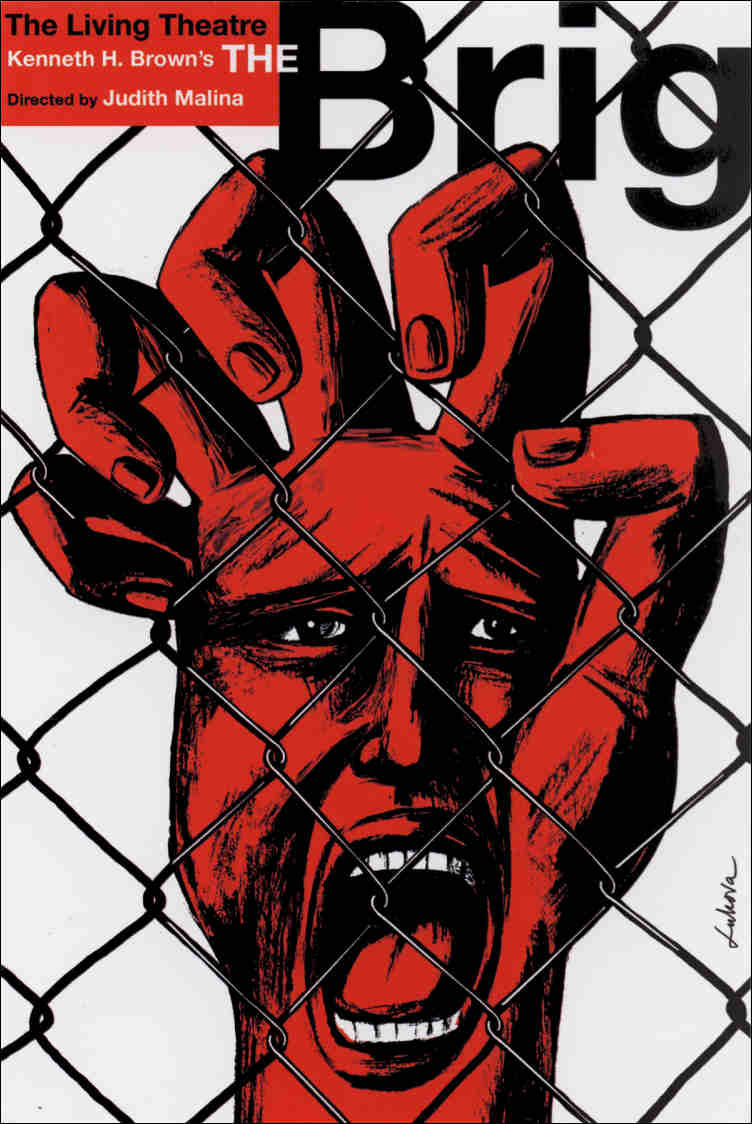 The Living Theatre
Kenneth H. Brown's THE Brig
Directed by Judith Malina
Lukova